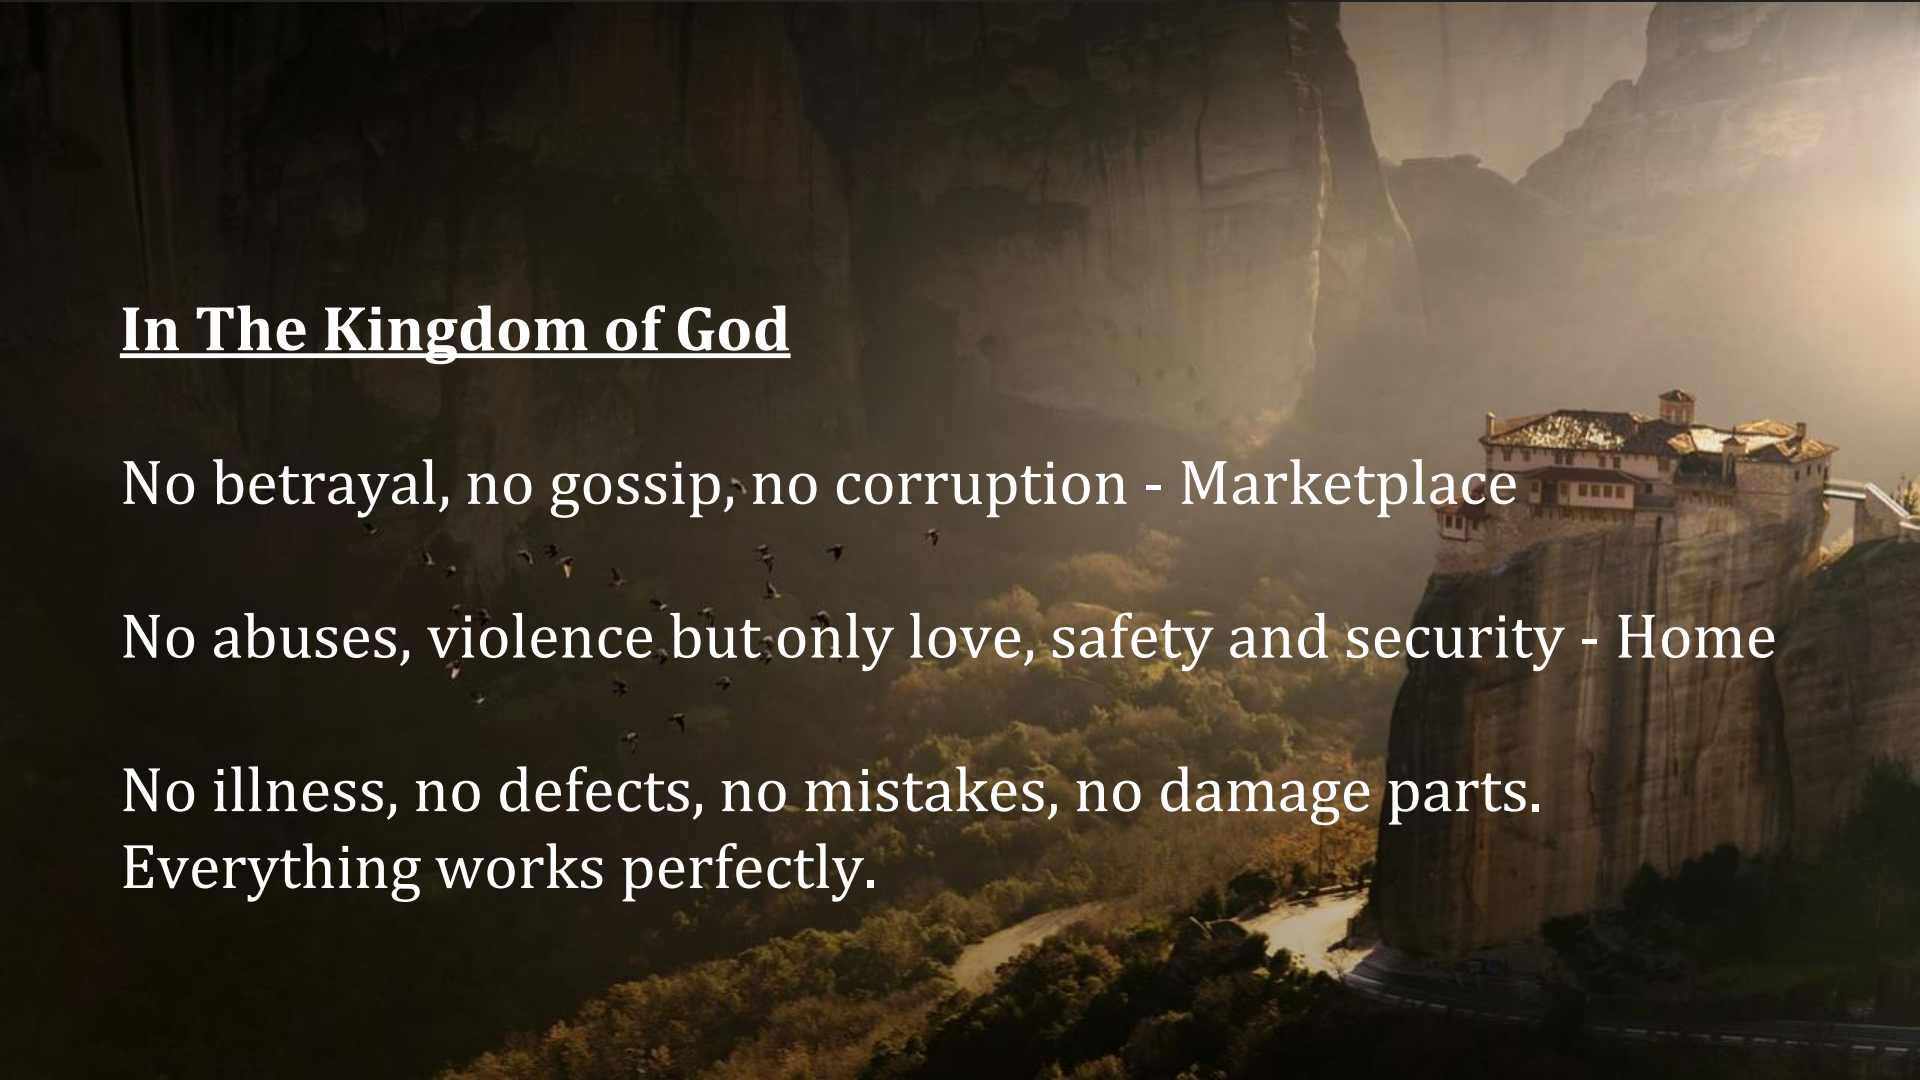 In The Kingdom of God
No betrayal, no gossip, no corruption - Marketplace
No abuses, violence but only love, safety and security - Home
No illness, no defects, no mistakes, no damage parts.
Everything works perfectly.